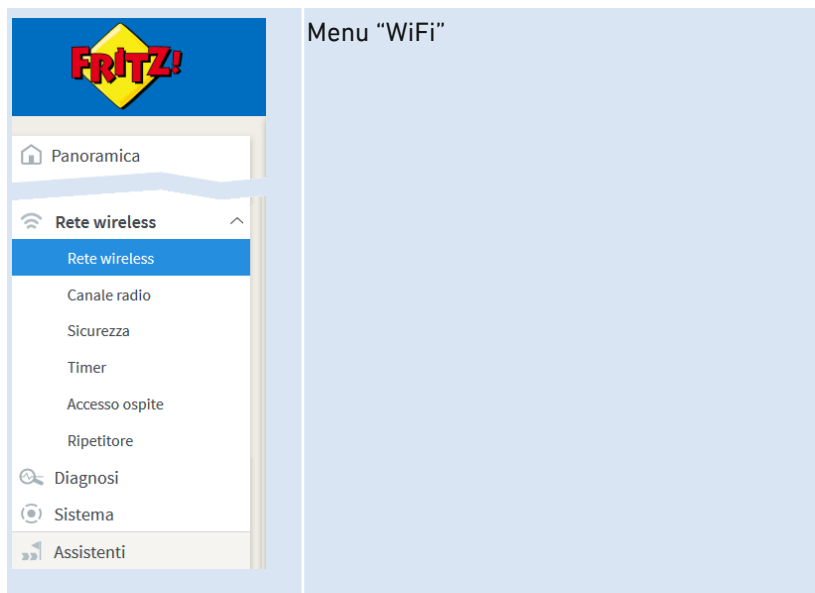 FRITZ!
Menu “WiFi”
Panoramica
Rete wireless
Rete wireless
Canale radio
Sicurezza
Timer
Accesso ospite
Ripetitore
Diagnosi
Sistema
Assistenti